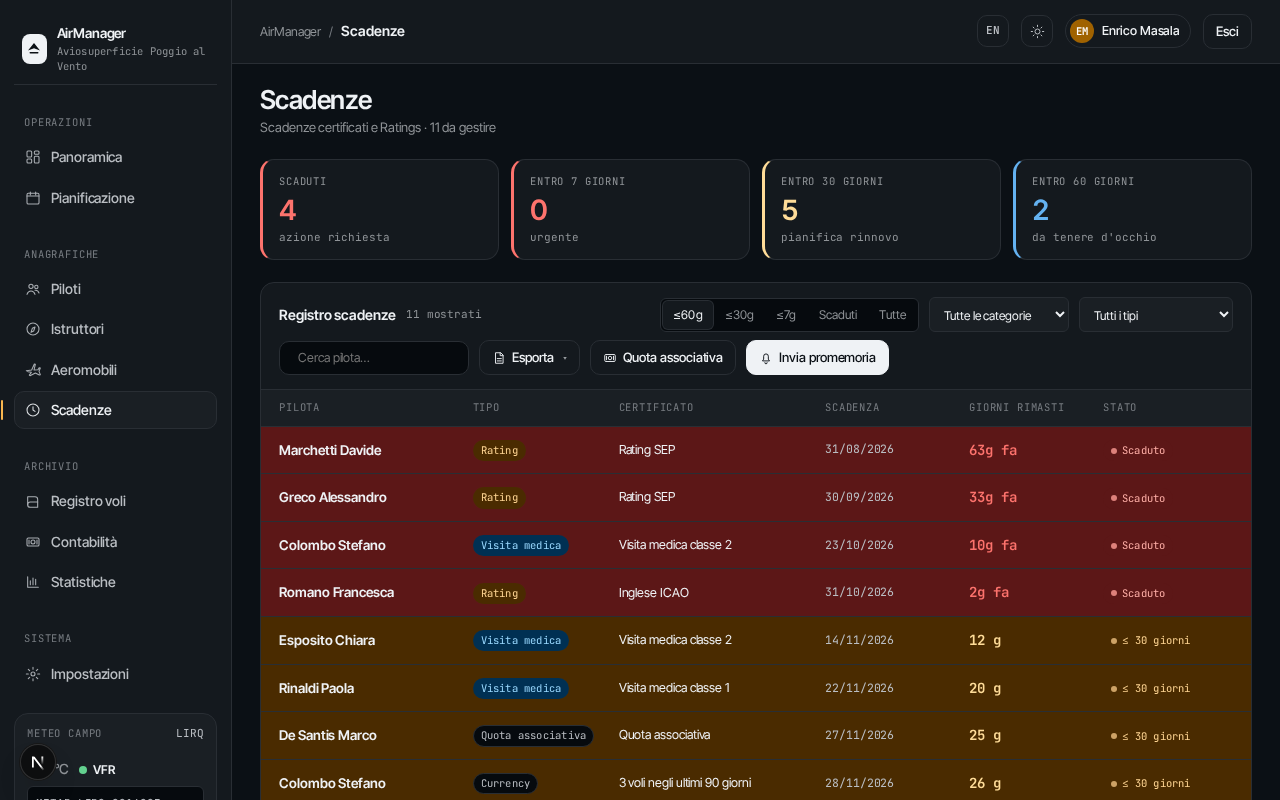 AirManager
Aviosuperficie Poggio al
Vento
OPERAZIONI
Panoramica
Pianificazione
ANAGRAFICHE
Piloti
Istruttori
Aeromobili
Scadenze
ARCHIVIO
Registro voli
Contabilità
Statistiche
SISTEMA
Impostazioni
METEO CAMPO LIRQ
°C VFR
N
AirManager / Scadenze
EN
EM Enrico Masala
Esci
Scadenze
Scadenze certificati e Ratings · 11 da gestire
SCADUTI
4
azione richiesta
ENTRO 7 GIORNI
0
urgente
ENTRO 30 GIORNI
5
pianifica rinnovo
ENTRO 60 GIORNI
2
da tenere d'occhio
Registro scadenze 11 mostrati
≤60g ≤30g ≤7g Scaduti Tutte
Tutte le categorie
Tutti i tipi
Cerca pilota...
Esporta
Quota associativa
Invia promemoria
PILOTA TIPO CERTIFICATO SCADENZA GIORNI RIMASTI STATO
Marchetti Davide Rating Rating SEP 31/08/2026 63g fa Scaduto
Greco Alessandro Rating Rating SEP 30/09/2026 33g fa Scaduto
Colombo Stefano Visita medica Visita medica classe 2 23/10/2026 10g fa Scaduto
Romano Francesca Rating Inglese ICAO 31/10/2026 2g fa Scaduto
Esposito Chiara Visita medica Visita medica classe 2 14/11/2026 12 g ≤ 30 giorni
Rinaldi Paola Visita medica Visita medica classe 1 22/11/2026 20 g ≤ 30 giorni
De Santis Marco Quota associativa Quota associativa 27/11/2026 25 g ≤ 30 giorni
Colombo Stefano Currency 3 voli negli ultimi 90 giorni 28/11/2026 26 g ≤ 30 giorni